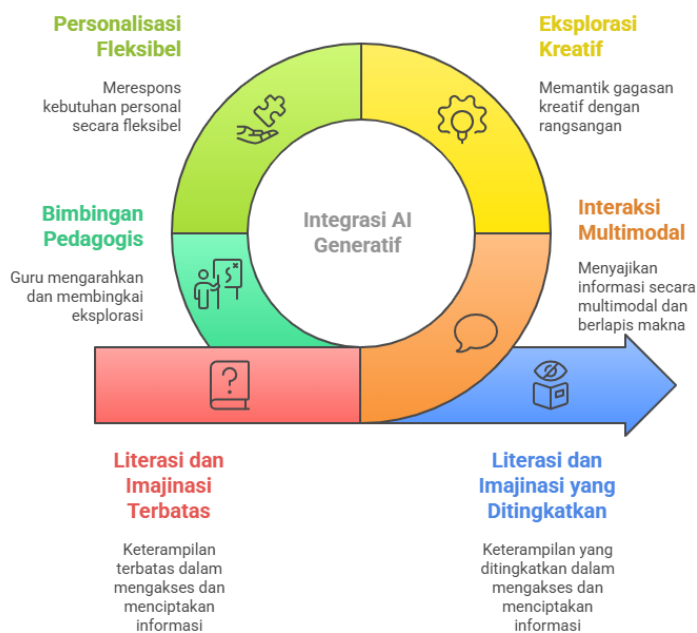 Personalisasi
Fleksibel
Merespons
kebutuhan personal
secara fleksibel
Eksplorasi
Kreatif
Memantik gagasan
kreatif dengan
rangsangan
Bimbingan
Pedagogis
Guru mengarahkan
dan membingkai
eksplorasi
Integrasi AI
Generatif
Interaksi
Multimodal
Menyajikan
informasi secara
multimodal dan
berlapis makna
Literasi dan
Imajinasi
Terbatas
Keterampilan
terbatas dalam
mengakses dan
menciptakan
informasi
Literasi dan
Imajinasi yang
Ditingkatkan
Keterampilan yang
ditingkatkan dalam
mengakses dan
menciptakan
informasi